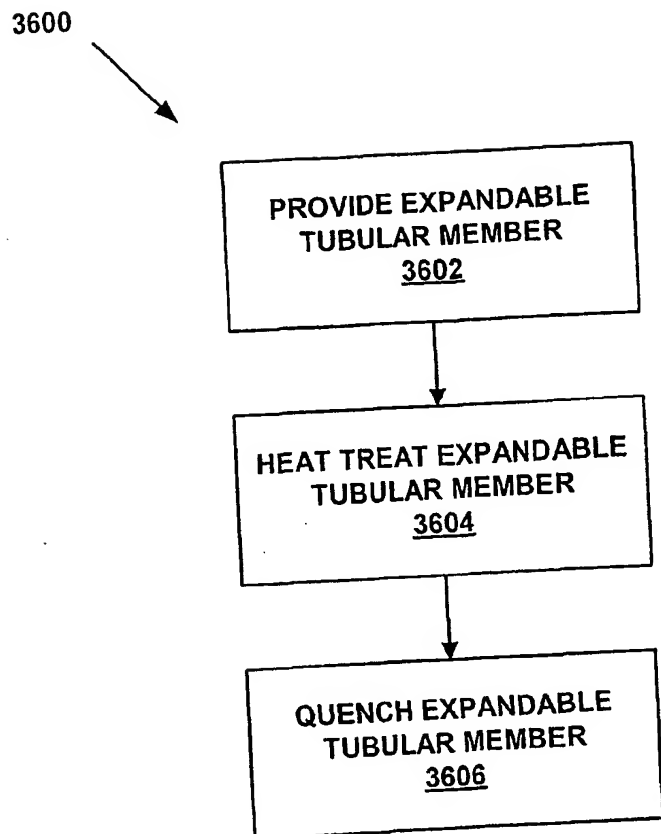 3600
PROVIDE EXPANDABLE
TUBULAR MEMBER
3602
HEAT TREAT EXPANDABLE
TUBULAR MEMBER
3604
QUENCH EXPANDABLE
TUBULAR MEMBER
3606